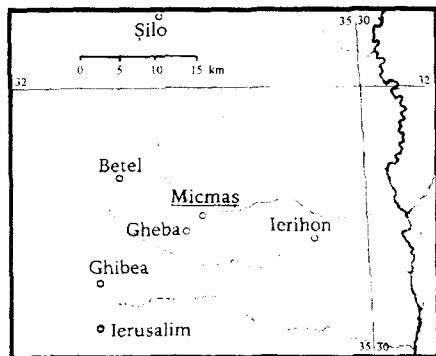 Șilo
35 30
0 5 10 15 km
32 32
Betel
Micmaș
Gheba
Ierihon
Ghibea
Ierusalim
35 30